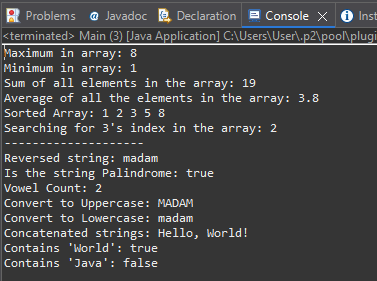 Problems Javadoc Declaration Console
<terminated> Main (3) [Java Application] C:\Users\User\.p2\pool\plugi
Maximum in array: 8
Minimum in array: 1
Sum of all elements in the array: 19
Average of all the elements in the array: 3.8
Sorted Array: 1 2 3 5 8
Searching for 3's index in the array: 2
--------------------
Reversed string: madam
Is the string Palindrome: true
Vowel Count: 2
Convert to Uppercase: MADAM
Convert to Lowercase: madam
Concatenated strings: Hello, World!
Contains 'World': true
Contains 'Java': false